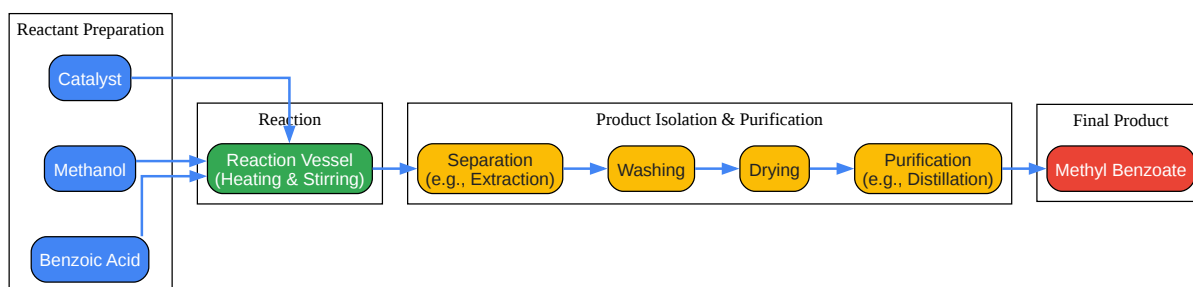 Reactant Preparation
Catalyst
Methanol
Benzoic Acid
Reaction
Reaction Vessel
(Heating & Stirring)
Product Isolation & Purification
Separation
(e.g., Extraction)
Washing
Drying
Purification
(e.g., Distillation)
Final Product
Methyl Benzoate